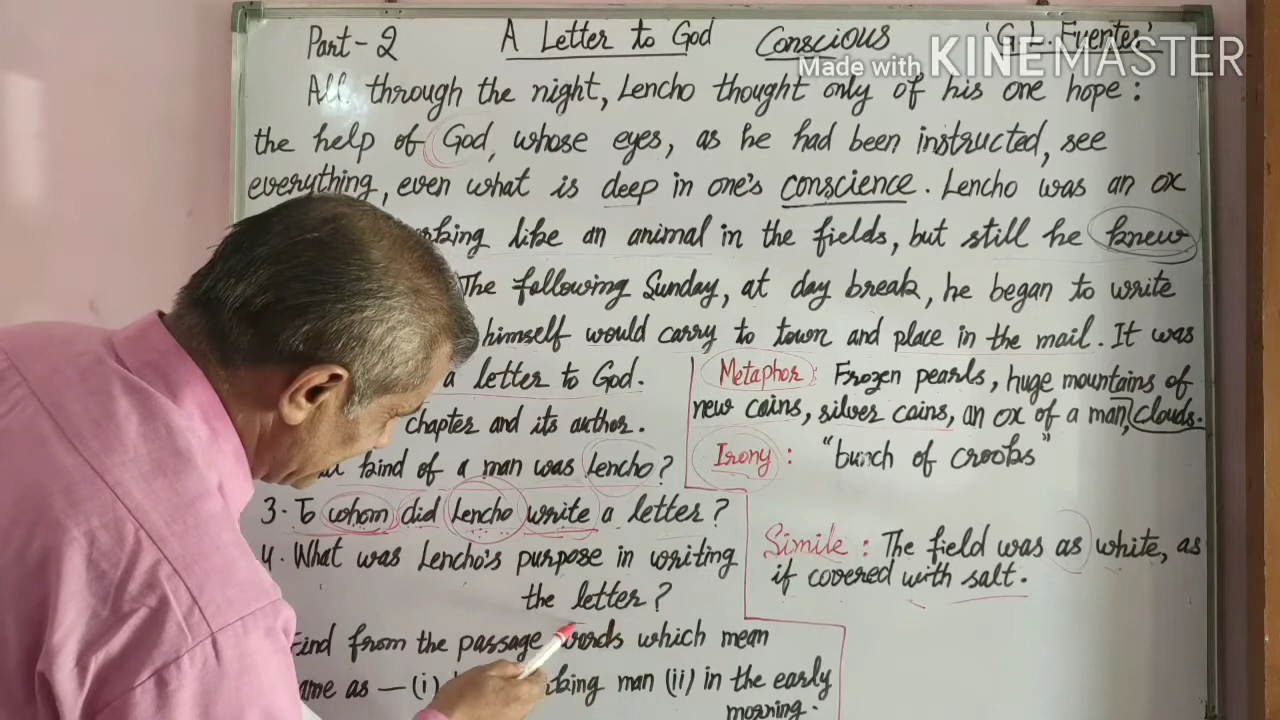 Part-2 A Letter to God Conscious 'G.L. Fuentes'
Made with KINEMASTER
All through the night, Lencho thought only of his one hope:
the help of God, whose eyes, as he had been instructed, see
everything, even what is deep in one's conscience. Lencho was an ox
like an animal in the fields, but still he knew
The following Sunday, at day break, he began to write
himself would carry to town and place in the mail. It was
a letter to God.
chapter and its author.
kind of a man was Lencho?
3. To whom did Lencho write a letter?
4. What was Lencho's purpose in writing
the letter?
Find from the passage words which mean
as — (i) man (ii) in the early
morning.
Metaphor: Frozen pearls, huge mountains of
new coins, silver coins, an ox of a man, clouds.
Irony: "bunch of crooks"
Simile: The field was as white, as
if covered with salt.